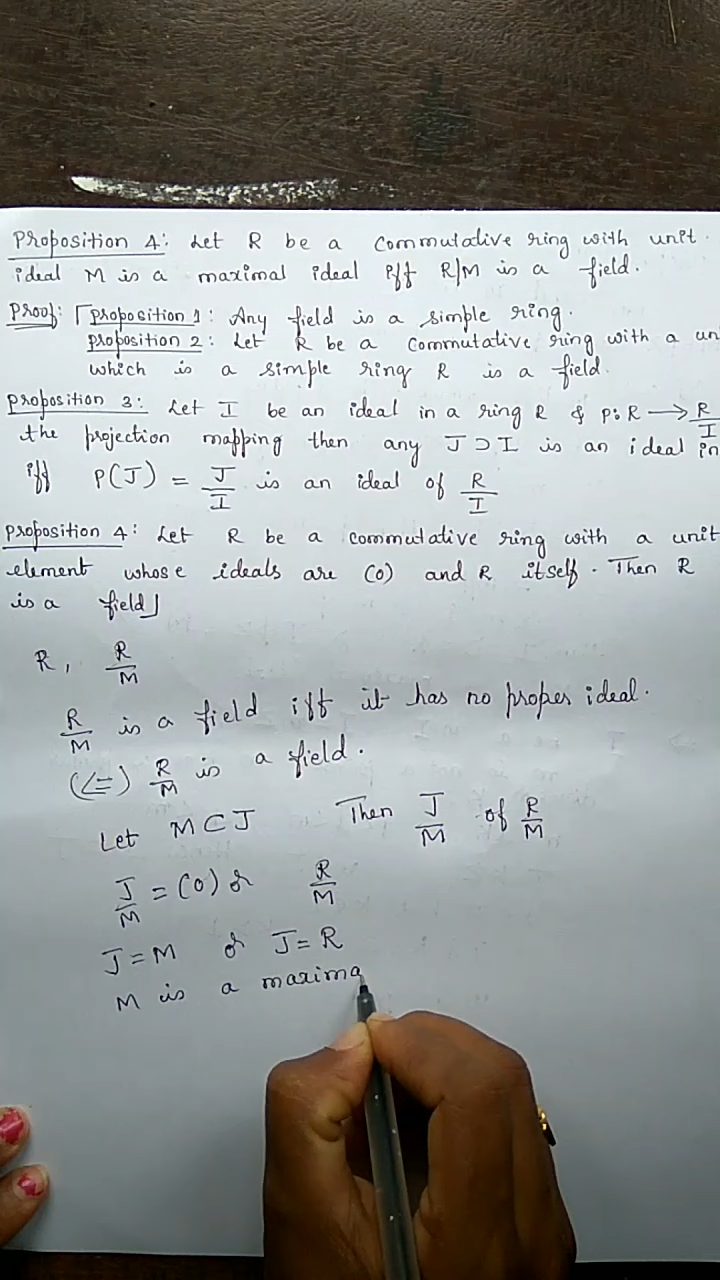 Proposition 4: Let R be a commutative ring with unit.
ideal M is a maximal ideal iff R/M is a field.
Proof: [Proposition 1: Any field is a simple ring.
Proposition 2: Let R be a commutative ring with a un
which is a simple ring R is a field.
Proposition 3: Let I be an ideal in a ring R & P: R → R/I
the projection mapping then any J ⊃ I is an ideal in
iff P(J) = J/I is an ideal of R/I
Proposition 4: Let R be a commutative ring with a unit
element whose ideals are (0) and R itself. Then R
is a field]
R, R/M
R/M is a field iff it has no proper ideal.
(⇐) R/M is a field.
Let M ⊂ J Then J/M of R/M
J/M = (0) or R/M
J = M or J = R
M is a maxima